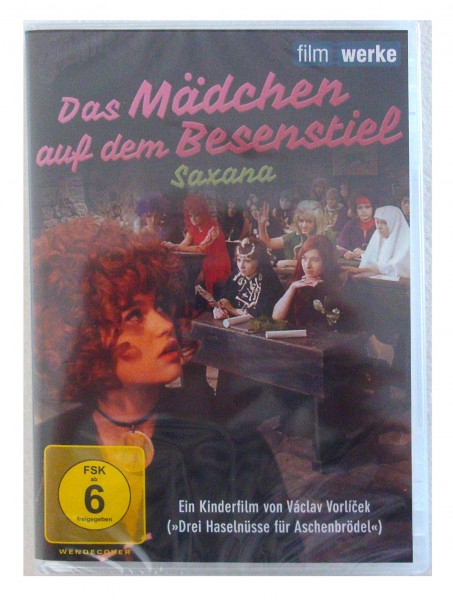 film werke
Das Mädchen
auf dem Besenstiel
Saxana
FSK
ab
6
freigegeben
Ein Kinderfilm von Václav Vorlíček
(»Drei Haselnüsse für Aschenbrödel«)
WENDECOVER